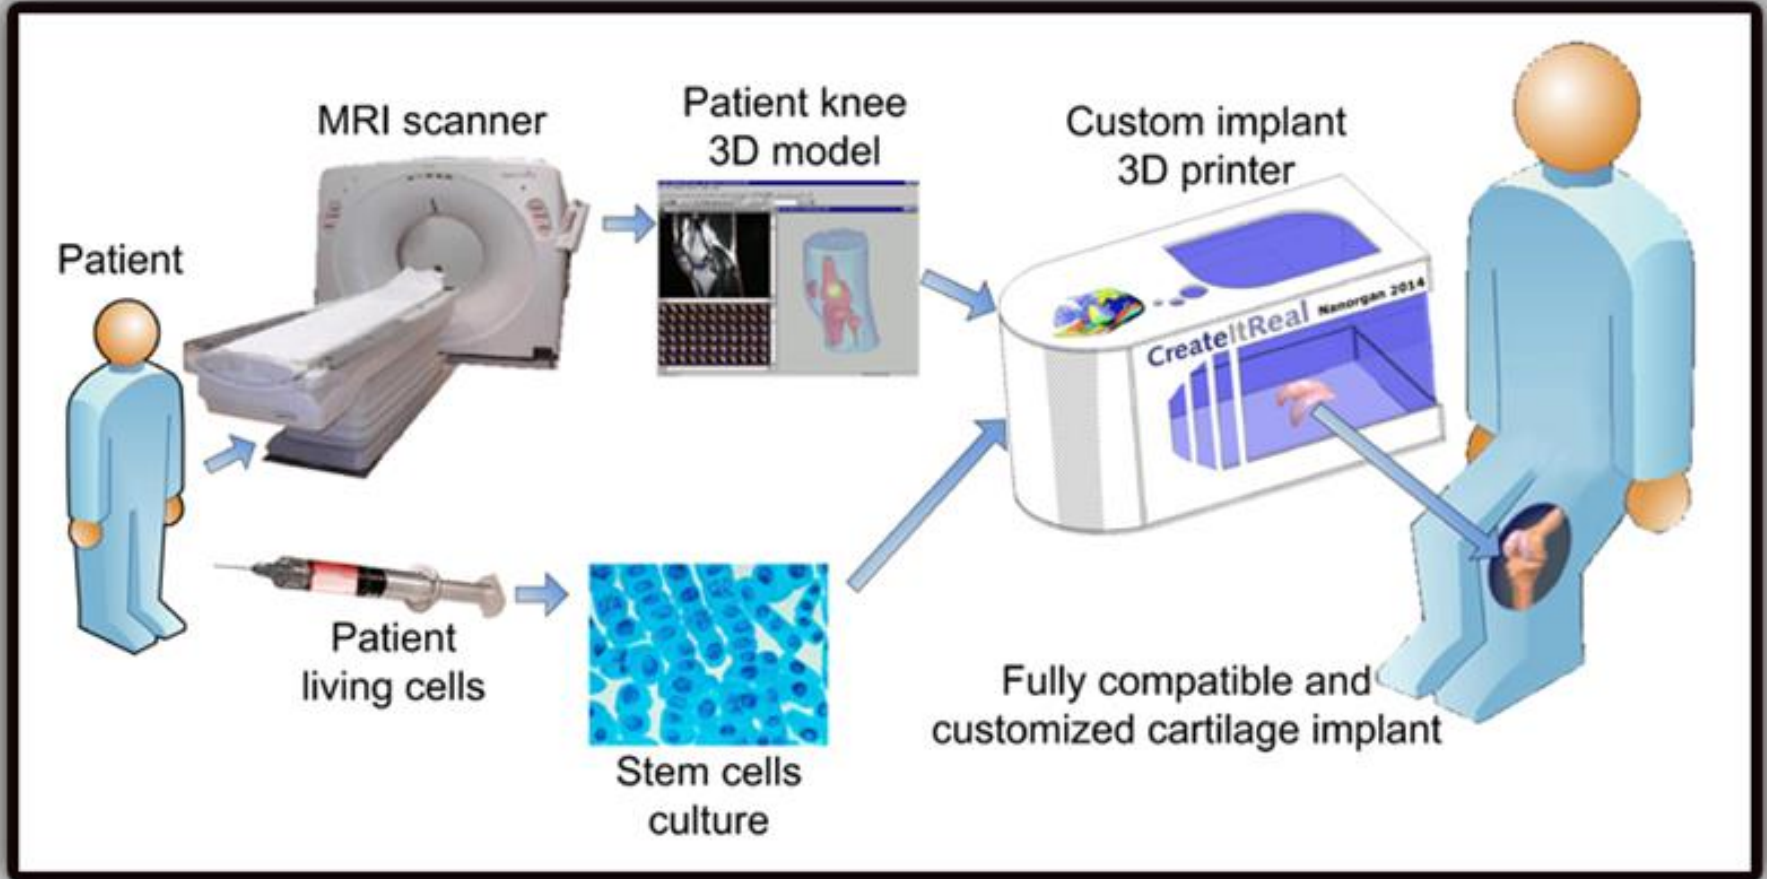 MRI scanner
Patient knee
3D model
Custom implant
3D printer
Patient
CreateItReal Nanorgan 2014
Patient
living cells
Stem cells
culture
Fully compatible and
customized cartilage implant